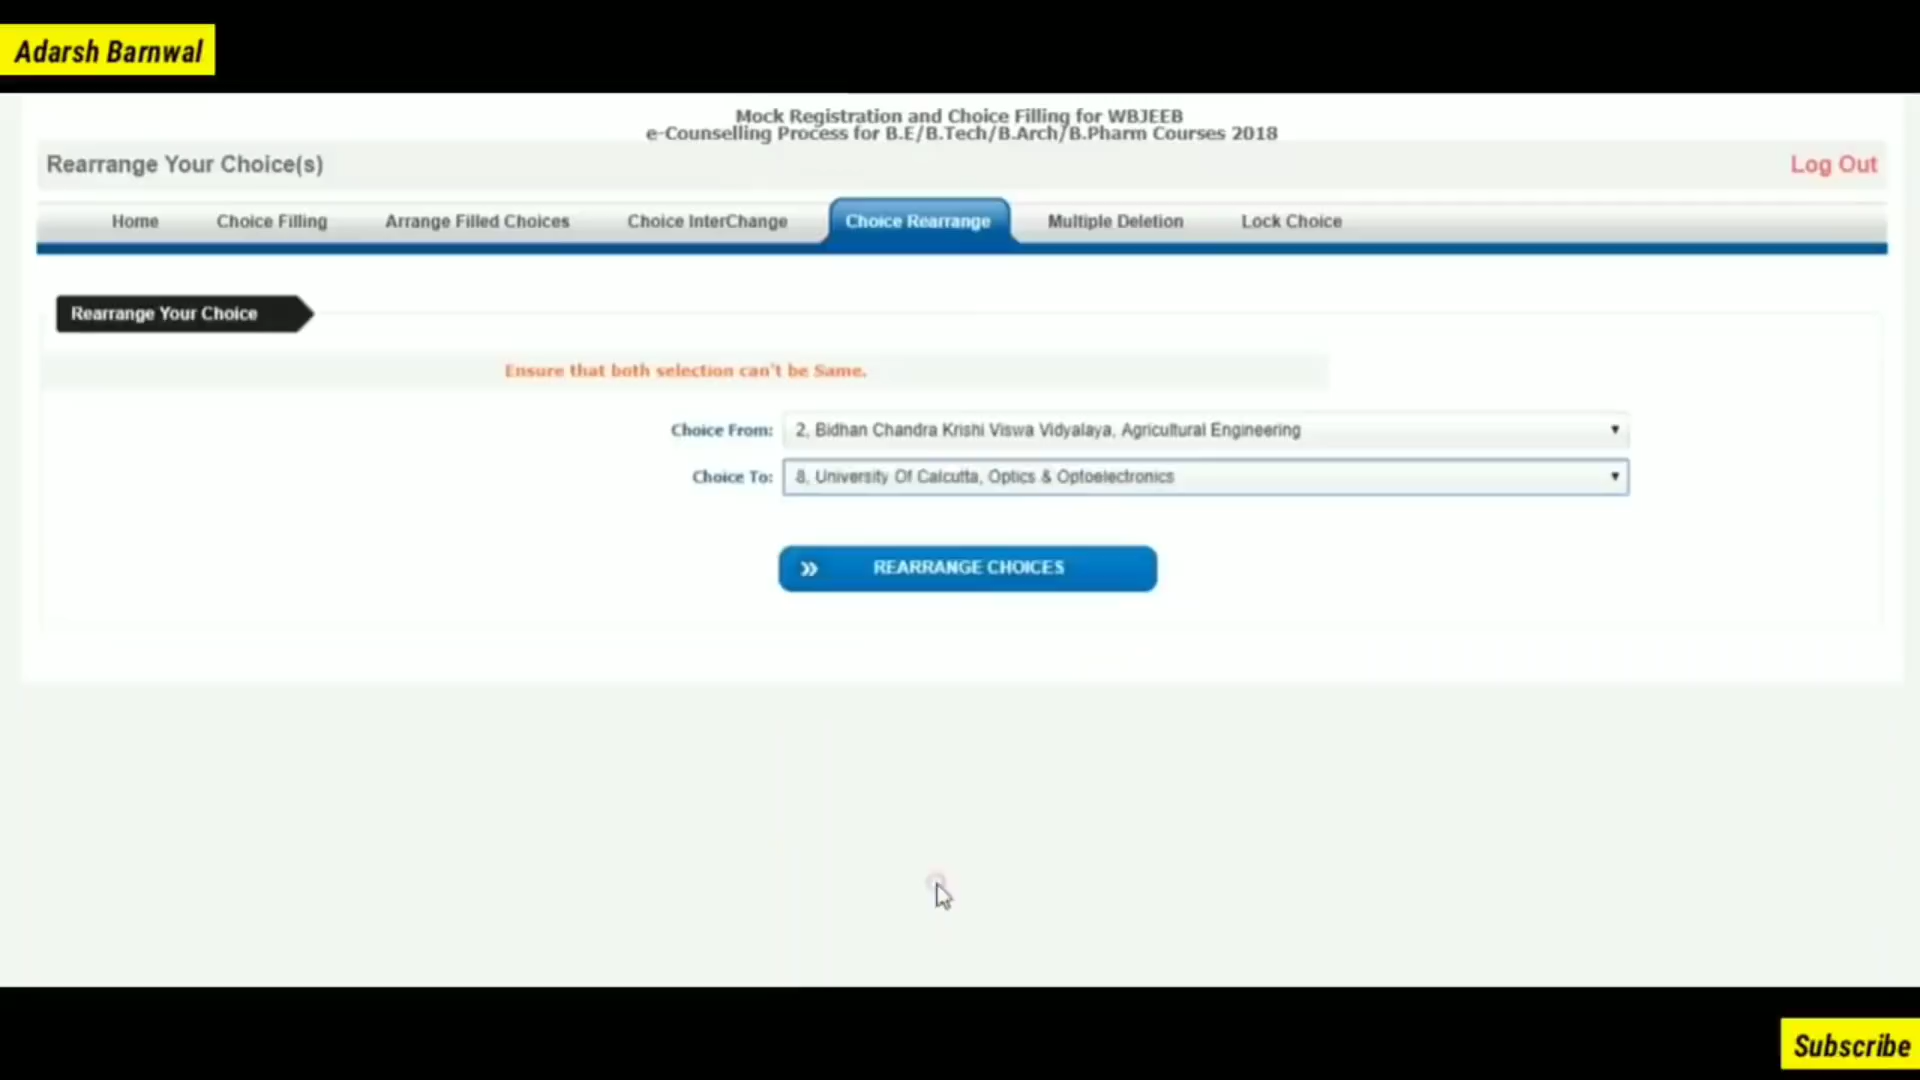 Adarsh Barnwal
Mock Registration and Choice Filling for WBJEEB
e-Counselling Process for B.E/B.Tech/B.Arch/B.Pharm Courses 2018
Rearrange Your Choice(s)
Log Out
Home Choice Filling Arrange Filled Choices Choice InterChange Choice Rearrange Multiple Deletion Lock Choice
Rearrange Your Choice
Ensure that both selection can't be Same.
Choice From: 2, Bidhan Chandra Krishi Viswa Vidyalaya, Agricultural Engineering
Choice To: 8, University Of Calcutta, Optics & Optoelectronics
» REARRANGE CHOICES
Subscribe